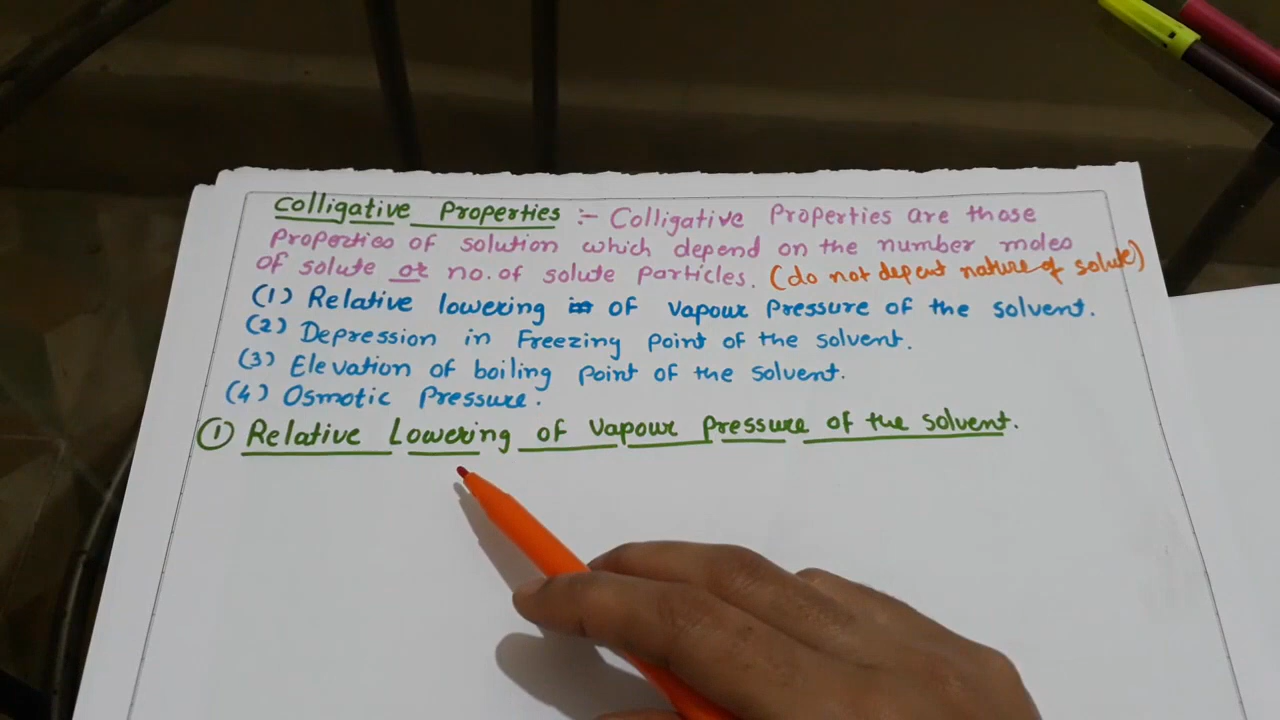 Colligative Properties :- Colligative Properties are those
Properties of solution which depend on the number moles
of solute or no. of solute particles. (do not depent nature of solute)
(1) Relative lowering of vapour pressure of the solvent.
(2) Depression in Freezing point of the solvent.
(3) Elevation of boiling point of the solvent.
(4) Osmotic Pressure.
① Relative Lowering of vapour pressure of the solvent.